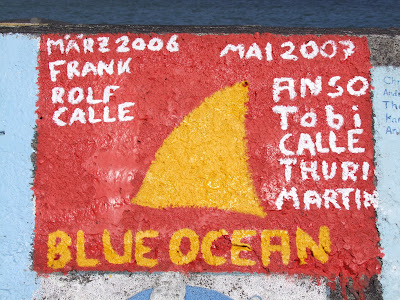 MÄRZ 2006
FRANK
ROLF
CALLE
MAI 2007
ANSO
Tobi
CALLE
THURI
MARTIN
BLUE OCEAN